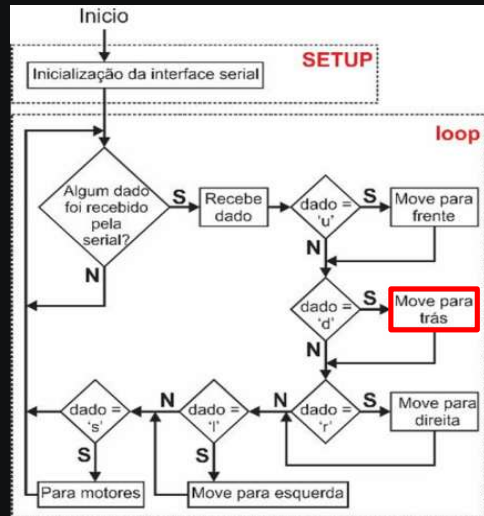 Inicio
SETUP
Inicialização da interface serial
loop
Algum dado
foi recebido
pela
serial?
S
N
Recebe
dado
dado =
'u'
S
N
Move para
frente
dado =
'd'
S
N
Move para
trás
dado =
'r'
S
N
Move para
direita
dado =
'l'
N
S
Move para esquerda
dado =
's'
S
Para motores